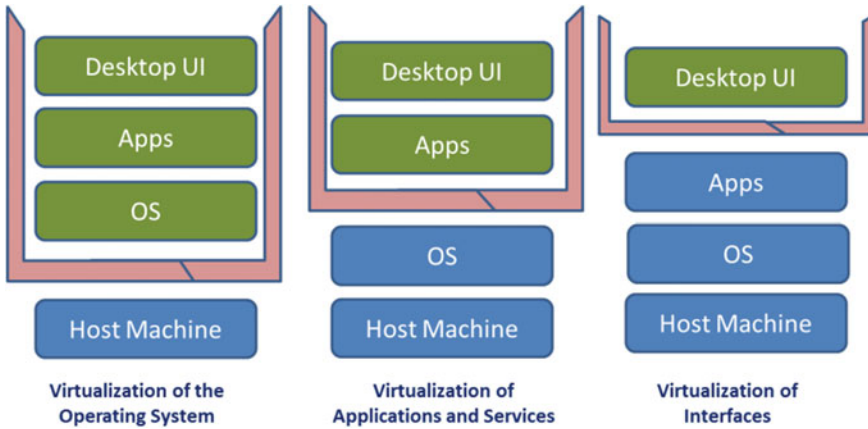 Desktop UI
Apps
OS
Host Machine
Virtualization of the
Operating System
Desktop UI
Apps
OS
Host Machine
Virtualization of
Applications and Services
Desktop UI
Apps
OS
Host Machine
Virtualization of
Interfaces